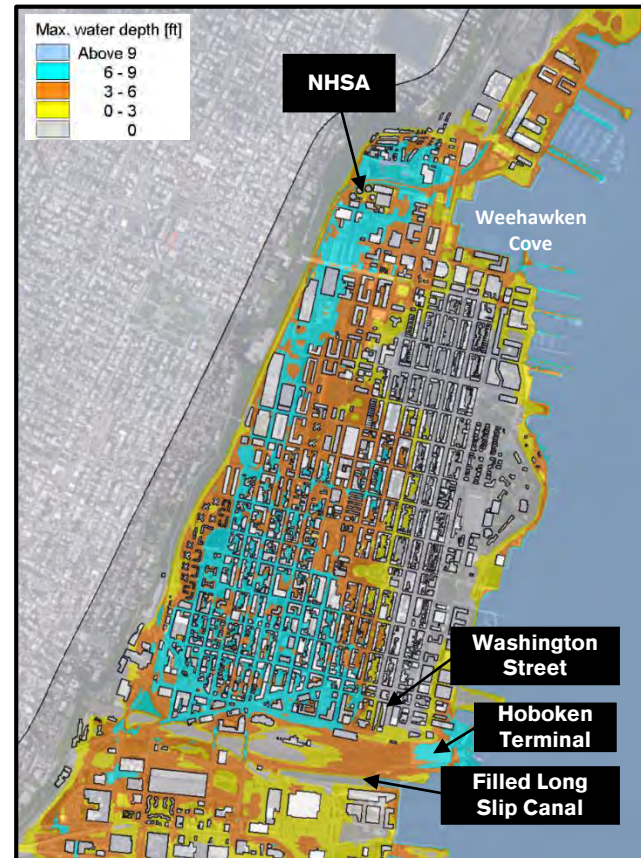 Max. water depth [ft]
Above 9
6 - 9
3 - 6
0 - 3
0
NHSA
Weehawken
Cove
Washington
Street
Hoboken
Terminal
Filled Long
Slip Canal